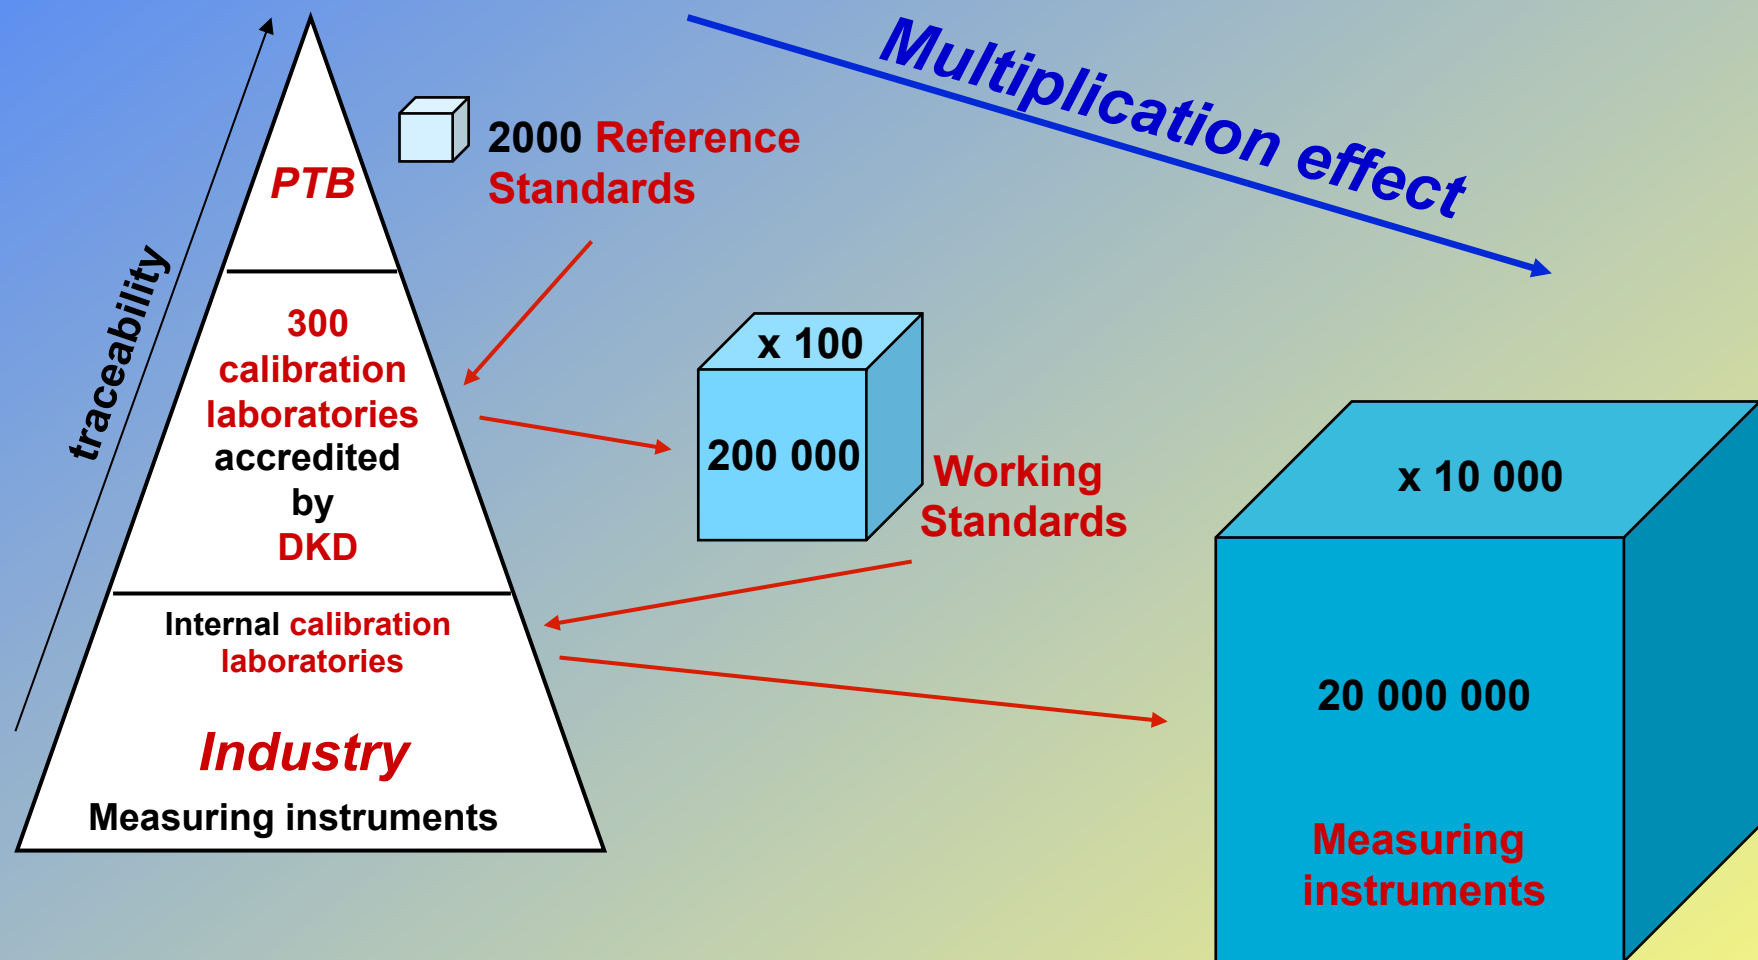 Multiplication effect
traceability
PTB
2000 Reference
Standards
300
calibration
laboratories
accredited
by
DKD
x 100
200 000
Working
Standards
Internal calibration
laboratories
Industry
Measuring instruments
x 10 000
20 000 000
Measuring
instruments